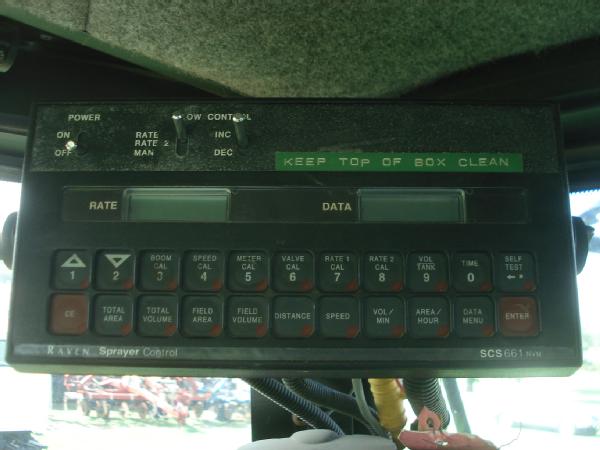 POWER
OW CONTROL
ON
OFF
RATE
RATE 2
MAN
INC
DEC
KEEP TOP OF BOX CLEAN
RATE
DATA
1
2
BOOM CAL 3
SPEED CAL 4
METER CAL 5
VALVE CAL 6
RATE 1 CAL 7
RATE 2 CAL 8
VOL TANK 9
TIME 0
SELF TEST
CE
TOTAL AREA
TOTAL VOLUME
FIELD AREA
FIELD VOLUME
DISTANCE
SPEED
VOL/ MIN
AREA/ HOUR
DATA MENU
ENTER
RAVEN Sprayer Control
SCS661 NVM